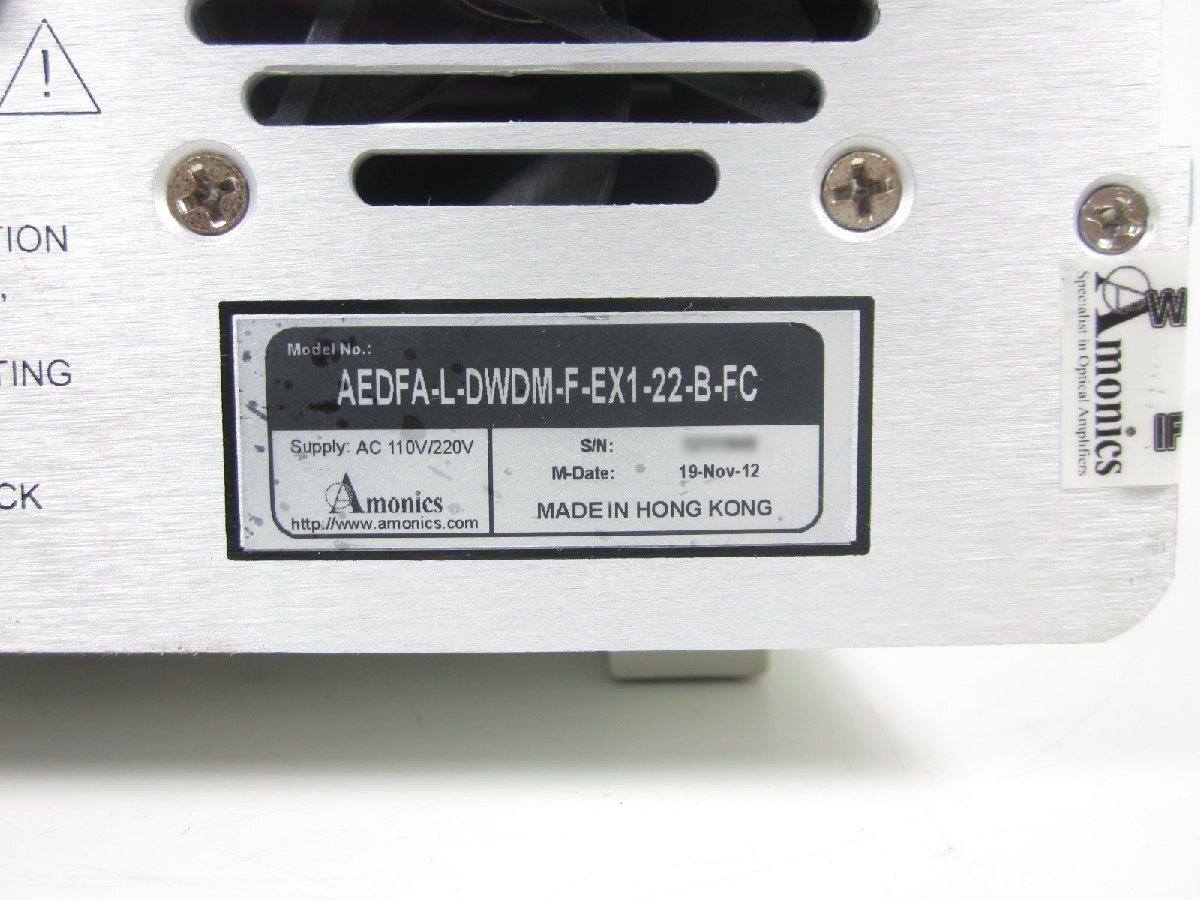 !
TION
,
TING
CK
Model No.:
AEDFA-L-DWDM-F-EX1-22-B-FC
Supply: AC 110V/220V
Amonics
http://www.amonics.com
S/N:
M-Date: 19-Nov-12
MADE IN HONG KONG
Amonics
Specialist in Optical Amplifiers
W
IF